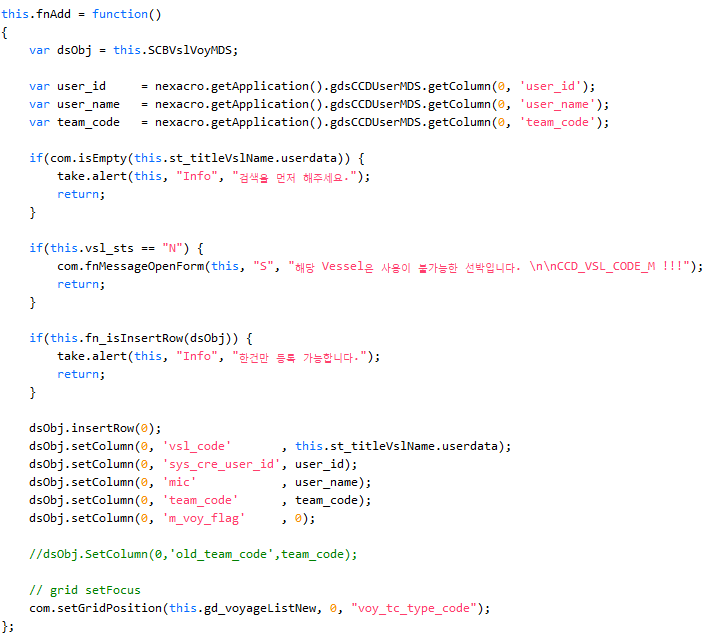 this.fnAdd = function()
{
    var dsObj = this.SCBVslVoyMDS;

    var user_id     = nexacro.getApplication().gdsCCDUserMDS.getColumn(0, 'user_id');
    var user_name   = nexacro.getApplication().gdsCCDUserMDS.getColumn(0, 'user_name');
    var team_code   = nexacro.getApplication().gdsCCDUserMDS.getColumn(0, 'team_code');

    if(com.isEmpty(this.st_titleVslName.userdata)) {
        take.alert(this, "Info", "검색을 먼저 해주세요.");
        return;
    }

    if(this.vsl_sts == "N") {
        com.fnMessageOpenForm(this, "S", "해당 Vessel은 사용이 불가능한 선박입니다. \n\nCCD_VSL_CODE_M !!!");
        return;
    }

    if(this.fn_isInsertRow(dsObj)) {
        take.alert(this, "Info", "한건만 등록 가능합니다.");
        return;
    }

    dsObj.insertRow(0);
    dsObj.setColumn(0, 'vsl_code'       , this.st_titleVslName.userdata);
    dsObj.setColumn(0, 'sys_cre_user_id', user_id);
    dsObj.setColumn(0, 'mic'            , user_name);
    dsObj.setColumn(0, 'team_code'      , team_code);
    dsObj.setColumn(0, 'm_voy_flag'     , 0);

    //dsObj.SetColumn(0,'old_team_code',team_code);

    // grid setFocus
    com.setGridPosition(this.gd_voyageListNew, 0, "voy_tc_type_code");
};